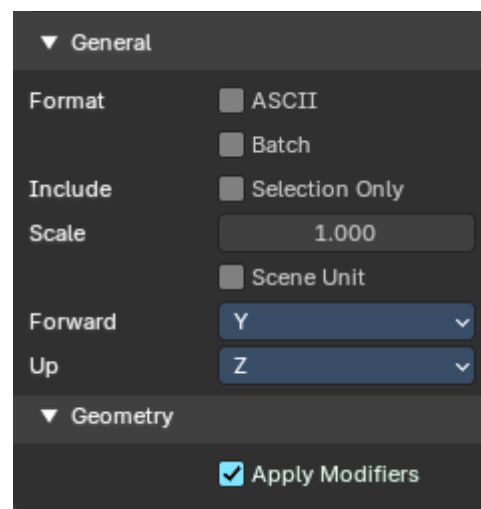 General
Format ASCII
Batch
Include Selection Only
Scale 1.000
Scene Unit
Forward Y
Up Z
Geometry
Apply Modifiers